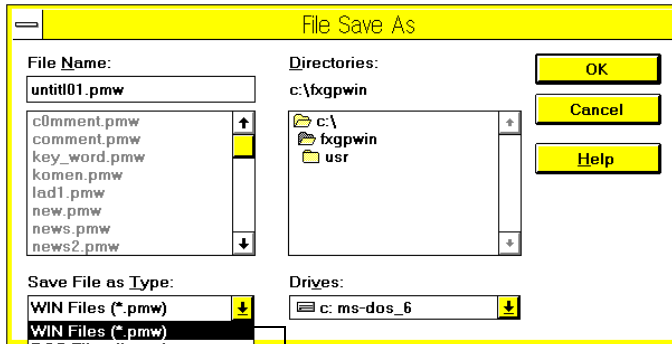 File Save As
File Name:
untitl01.pmw
c0mment.pmw
comment.pmw
key_word.pmw
komen.pmw
lad1.pmw
new.pmw
news.pmw
news2.pmw
Save File as Type:
WIN Files (*.pmw)
WIN Files (*.pmw)
Directories:
c:\fxgpwin
c:\
fxgpwin
usr
Drives:
c: ms-dos_6
OK
Cancel
Help